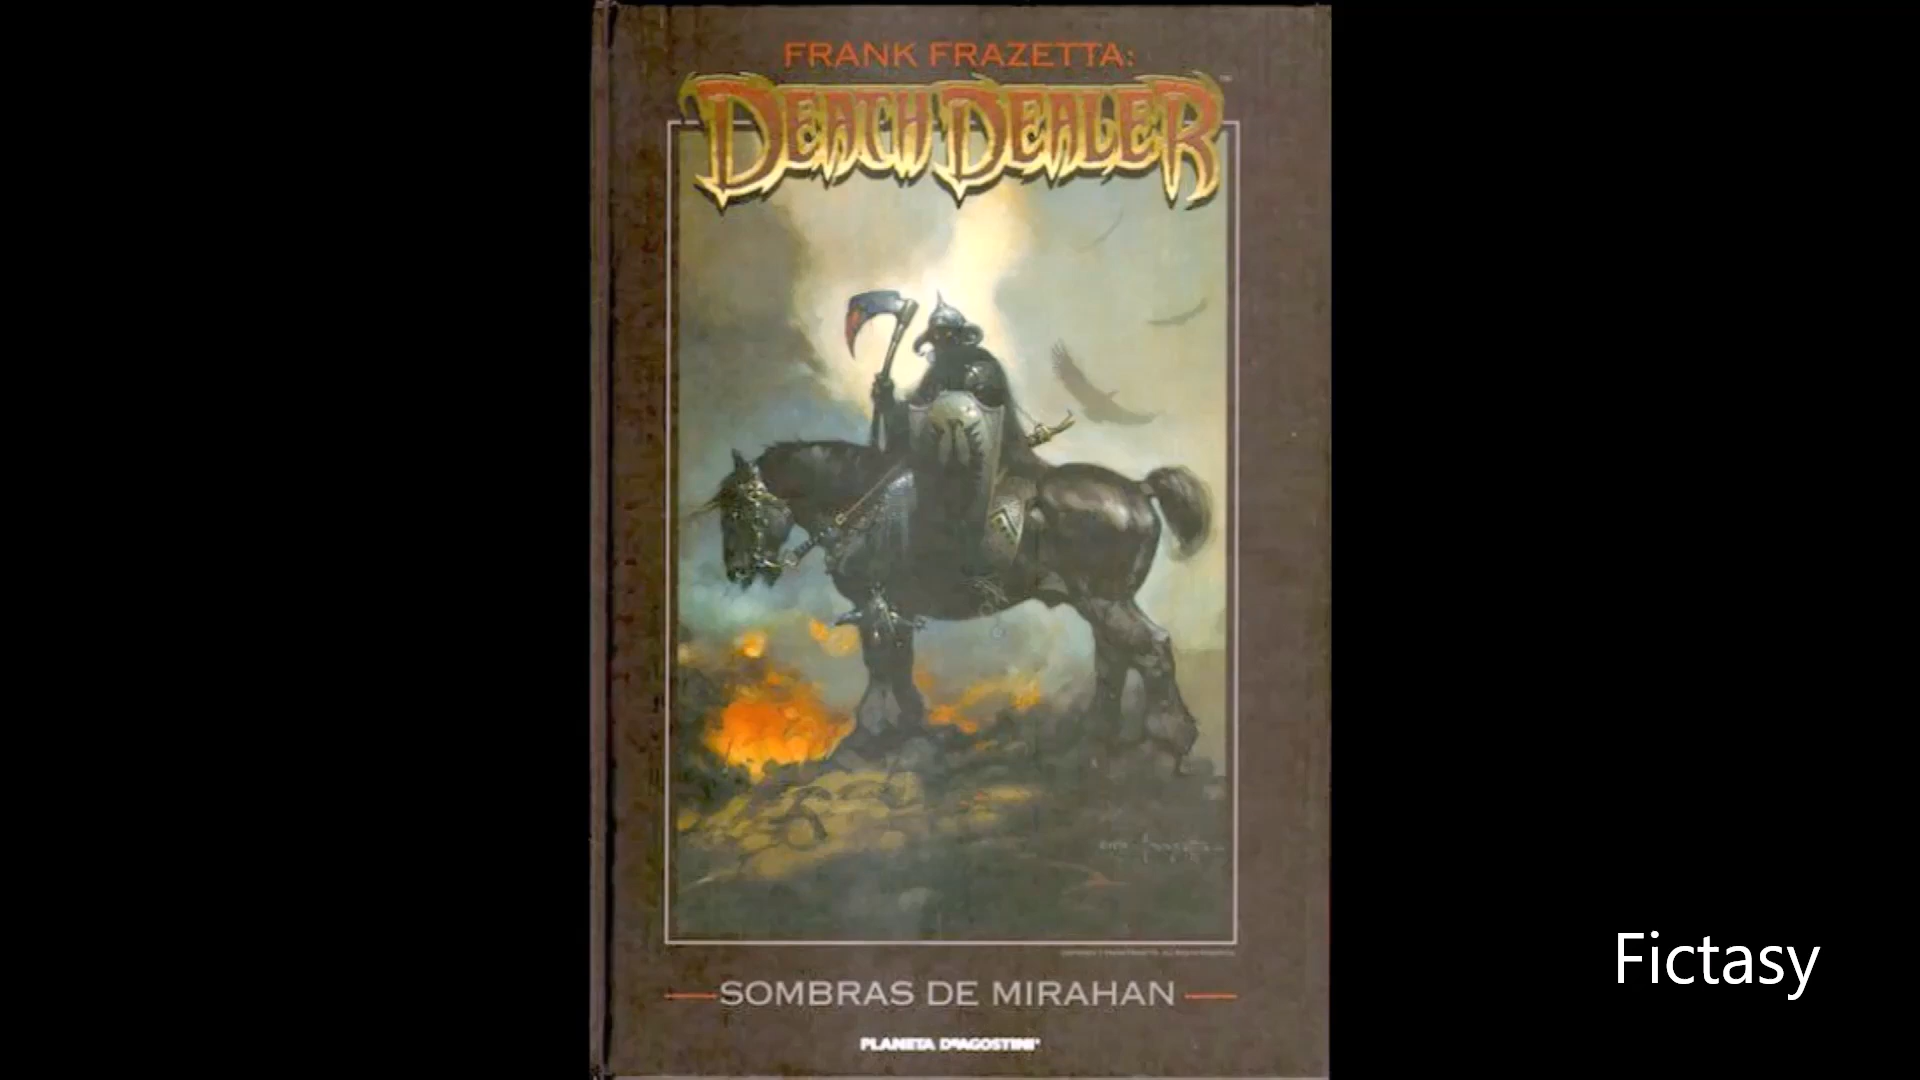 FRANK FRAZETTA:
DEATH DEALER
SOMBRAS DE MIRAHAN
PLANETA DeAGOSTINI
Fictasy